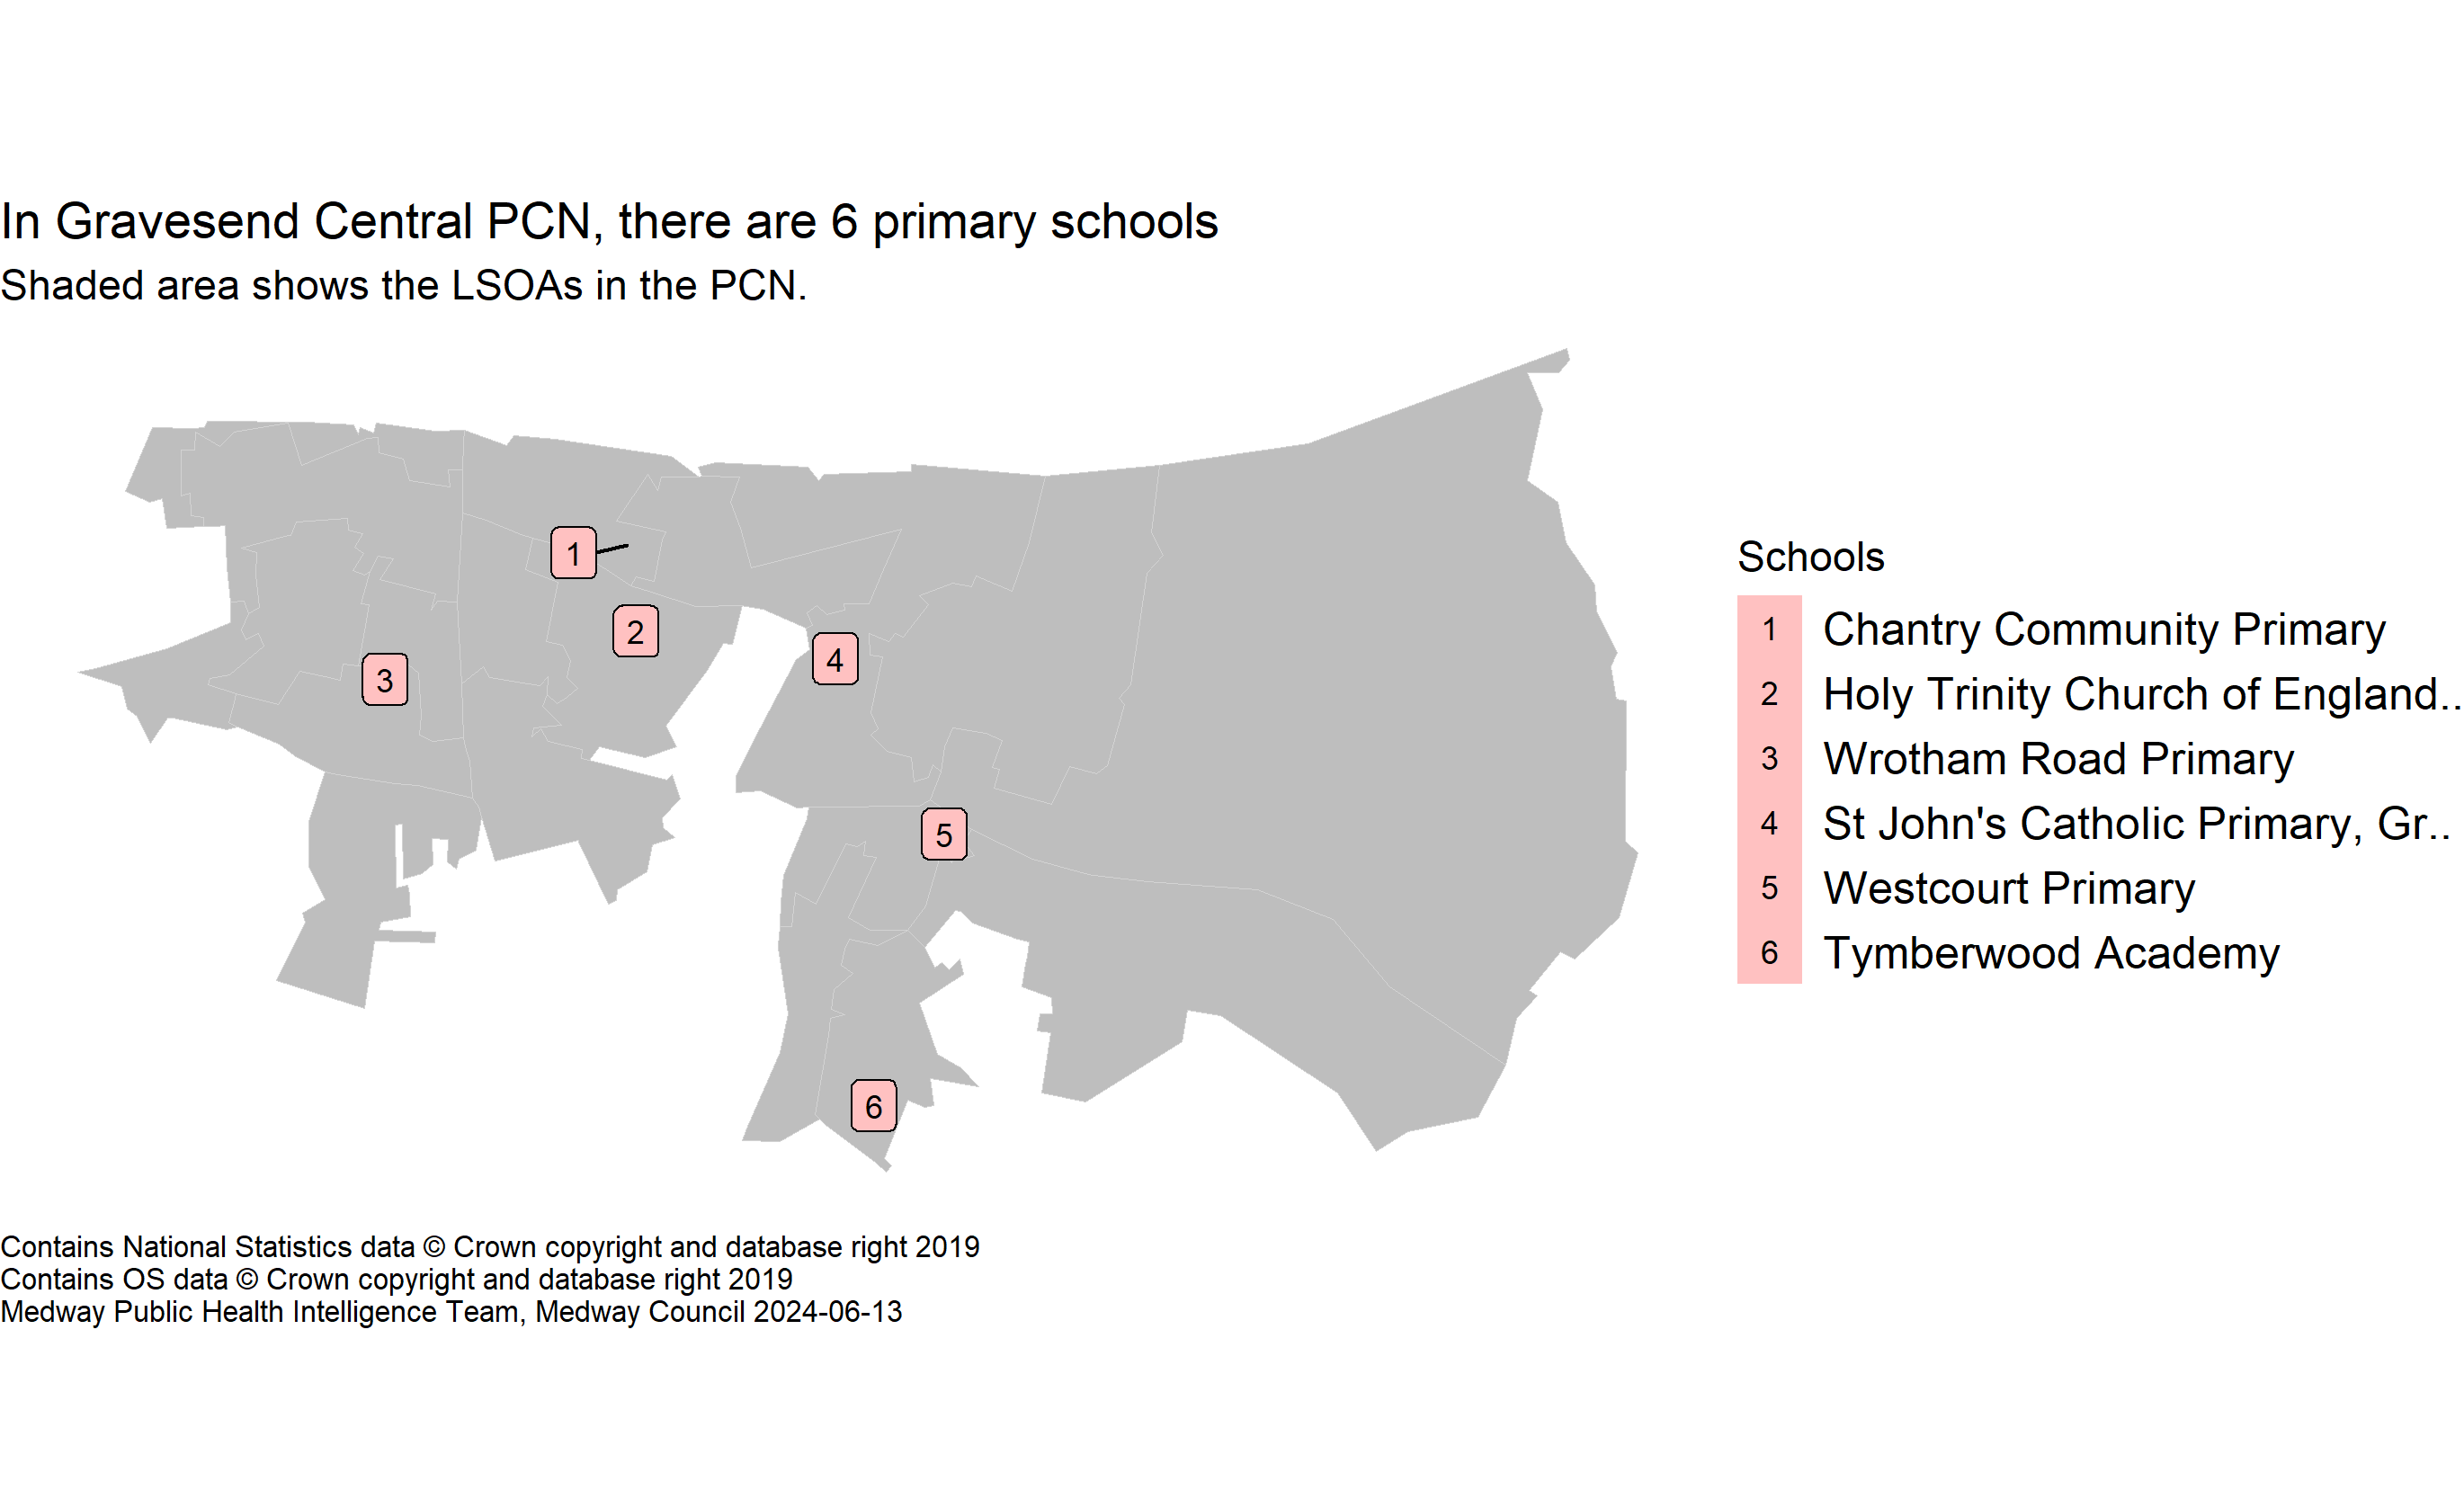 In Gravesend Central PCN, there are 6 primary schools
Shaded area shows the LSOAs in the PCN.
1
2
3
4
5
6
Schools
1 Chantry Community Primary
2 Holy Trinity Church of England..
3 Wrotham Road Primary
4 St John's Catholic Primary, Gr..
5 Westcourt Primary
6 Tymberwood Academy
Contains National Statistics data © Crown copyright and database right 2019
Contains OS data © Crown copyright and database right 2019
Medway Public Health Intelligence Team, Medway Council 2024-06-13